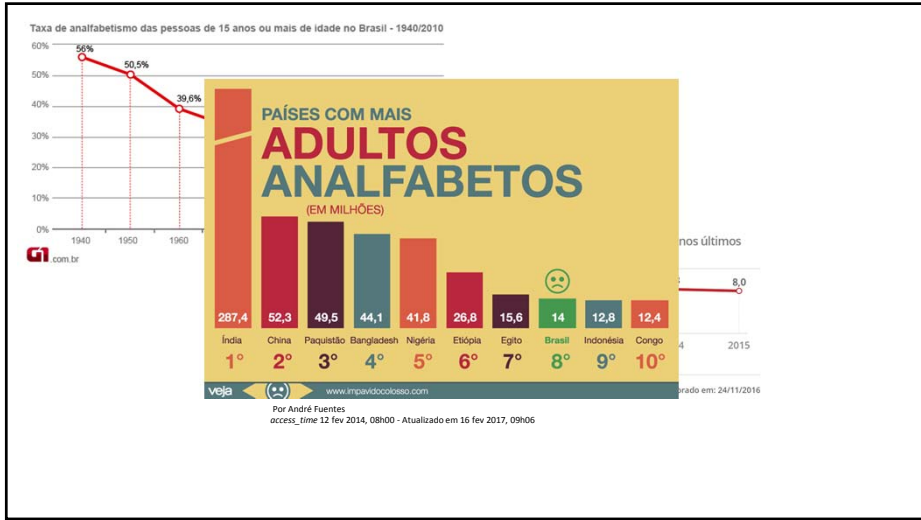 Taxa de analfabetismo das pessoas de 15 anos ou mais de idade no Brasil - 1940/2010
60%
56%
50,5%
50%
39,6%
40%
30%
20%
10%
0%
1940 1950 1960
G1 .com.br
PAÍSES COM MAIS
ADULTOS
ANALFABETOS
(EM MILHÕES)
287,4 52,3 49,5 44,1 41,8 26,8 15,6 14 12,8 12,4
Índia China Paquistão Bangladesh Nigéria Etiópia Egito Brasil Indonésia Congo
1° 2° 3° 4° 5° 6° 7° 8° 9° 10°
veja www.impavidocolosso.com
nos últimos
8,0
4 2015
orado em: 24/11/2016
Por André Fuentes
access_time 12 fev 2014, 08h00 - Atualizado em 16 fev 2017, 09h06